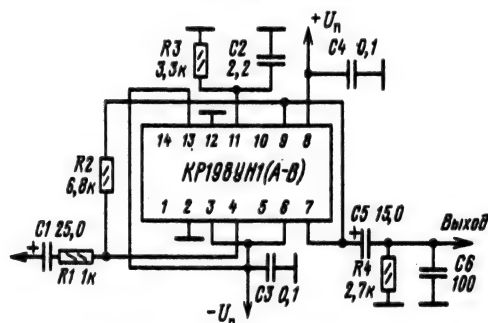 +Uп
R3
3,3к
C2
2,2
C4 0,1
14 13 12 11 10 9 8
КР198УН1(А-В)
1 2 3 4 5 6 7
R2
6,8к
C1 25,0
R1 1к
C3 0,1
-Uп
C5 15,0
Выход
R4
2,7к
C6
100